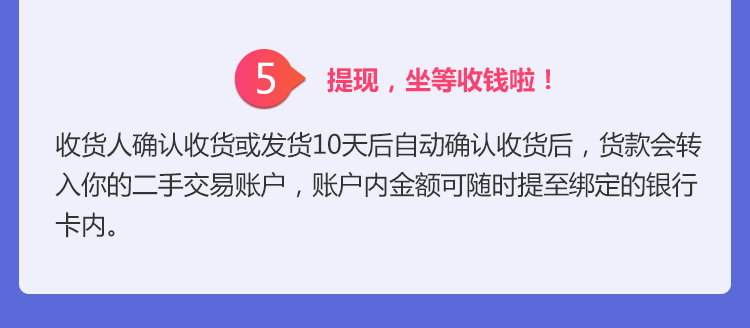 5 提现，坐等收钱啦！
收货人确认收货或发货10天后自动确认收货后，货款会转
入你的二手交易账户，账户内金额可随时提至绑定的银行
卡内。